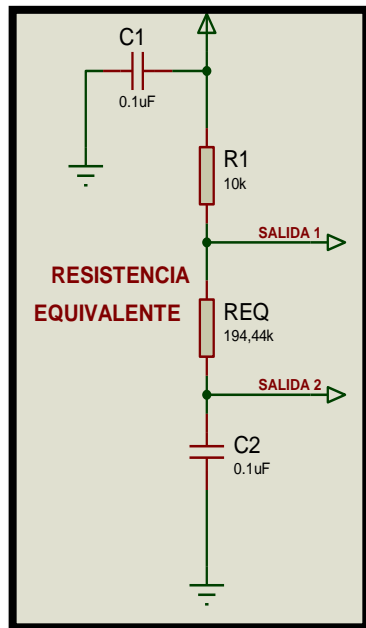 C1
0.1uF
R1
10k
SALIDA 1
RESISTENCIA
EQUIVALENTE
REQ
194,44k
SALIDA 2
C2
0.1uF